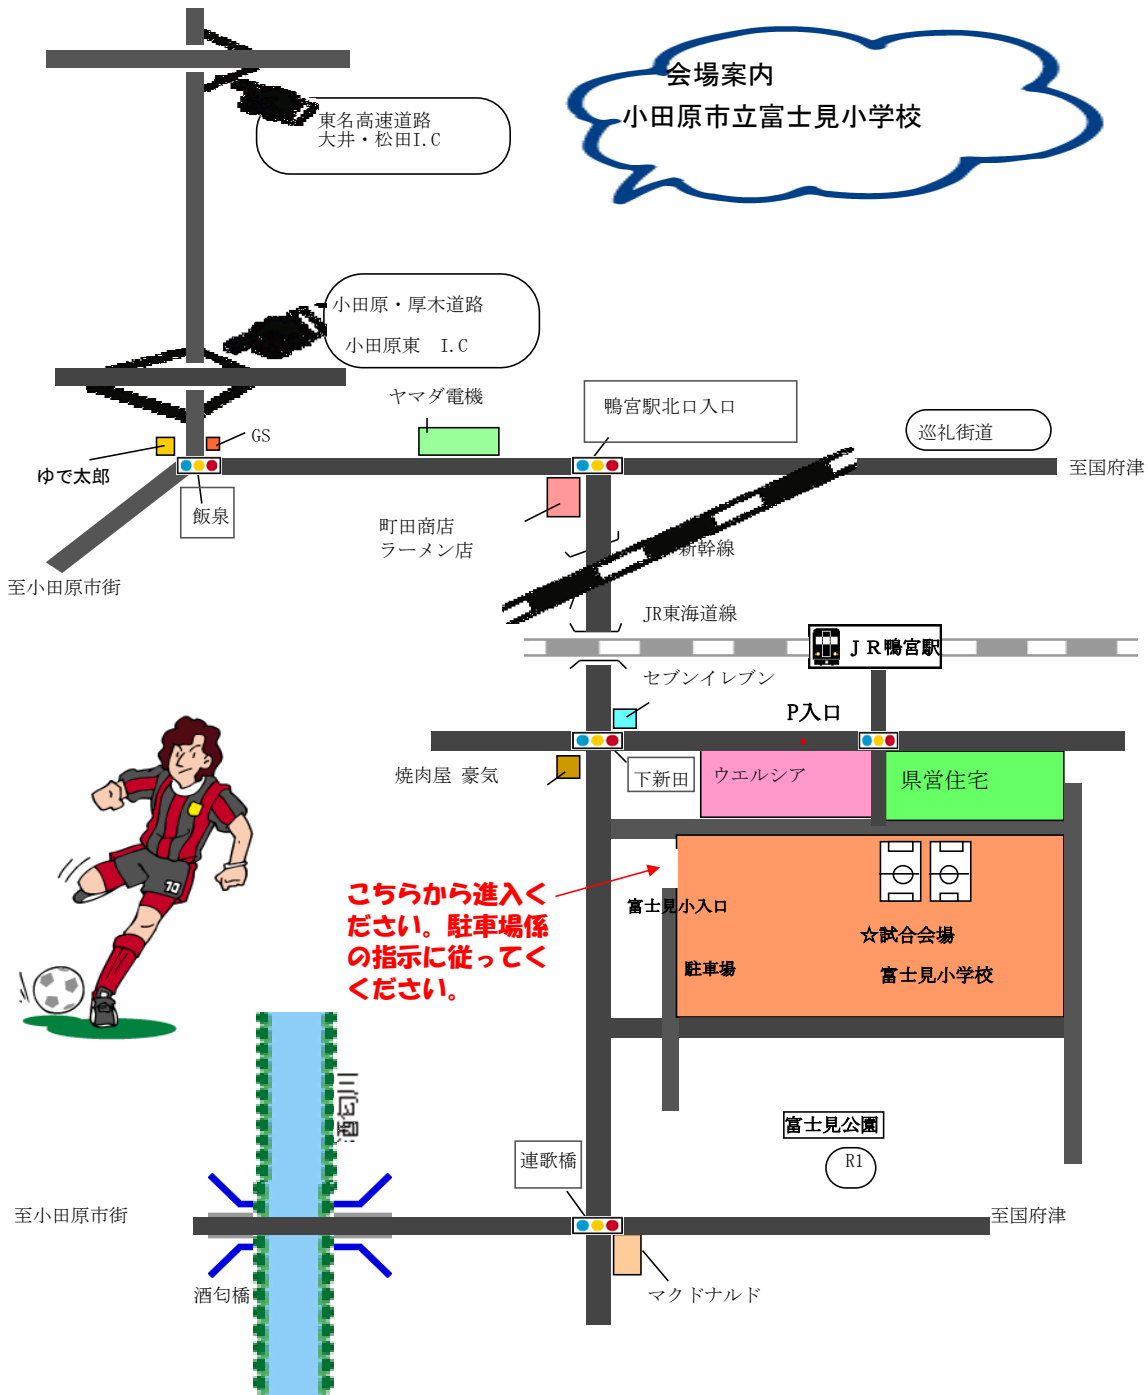 会場案内
小田原市立富士見小学校
東名高速道路
大井・松田I.C
小田原・厚木道路
小田原東 I.C
ヤマダ電機
鴨宮駅北口入口
巡礼街道
GS
ゆで太郎
至国府津
飯泉
町田商店
ラーメン店
新幹線
至小田原市街
JR東海道線
JR鴨宮駅
セブンイレブン
P入口
焼肉屋 豪気
下新田
ウエルシア
県営住宅
こちらから進入く
ださい。駐車場係
の指示に従ってく
ださい。
富士見小入口
☆試合会場
駐車場
富士見小学校
10
酒匂川
富士見公園
連歌橋
R1
至小田原市街
至国府津
酒匂橋
マクドナルド